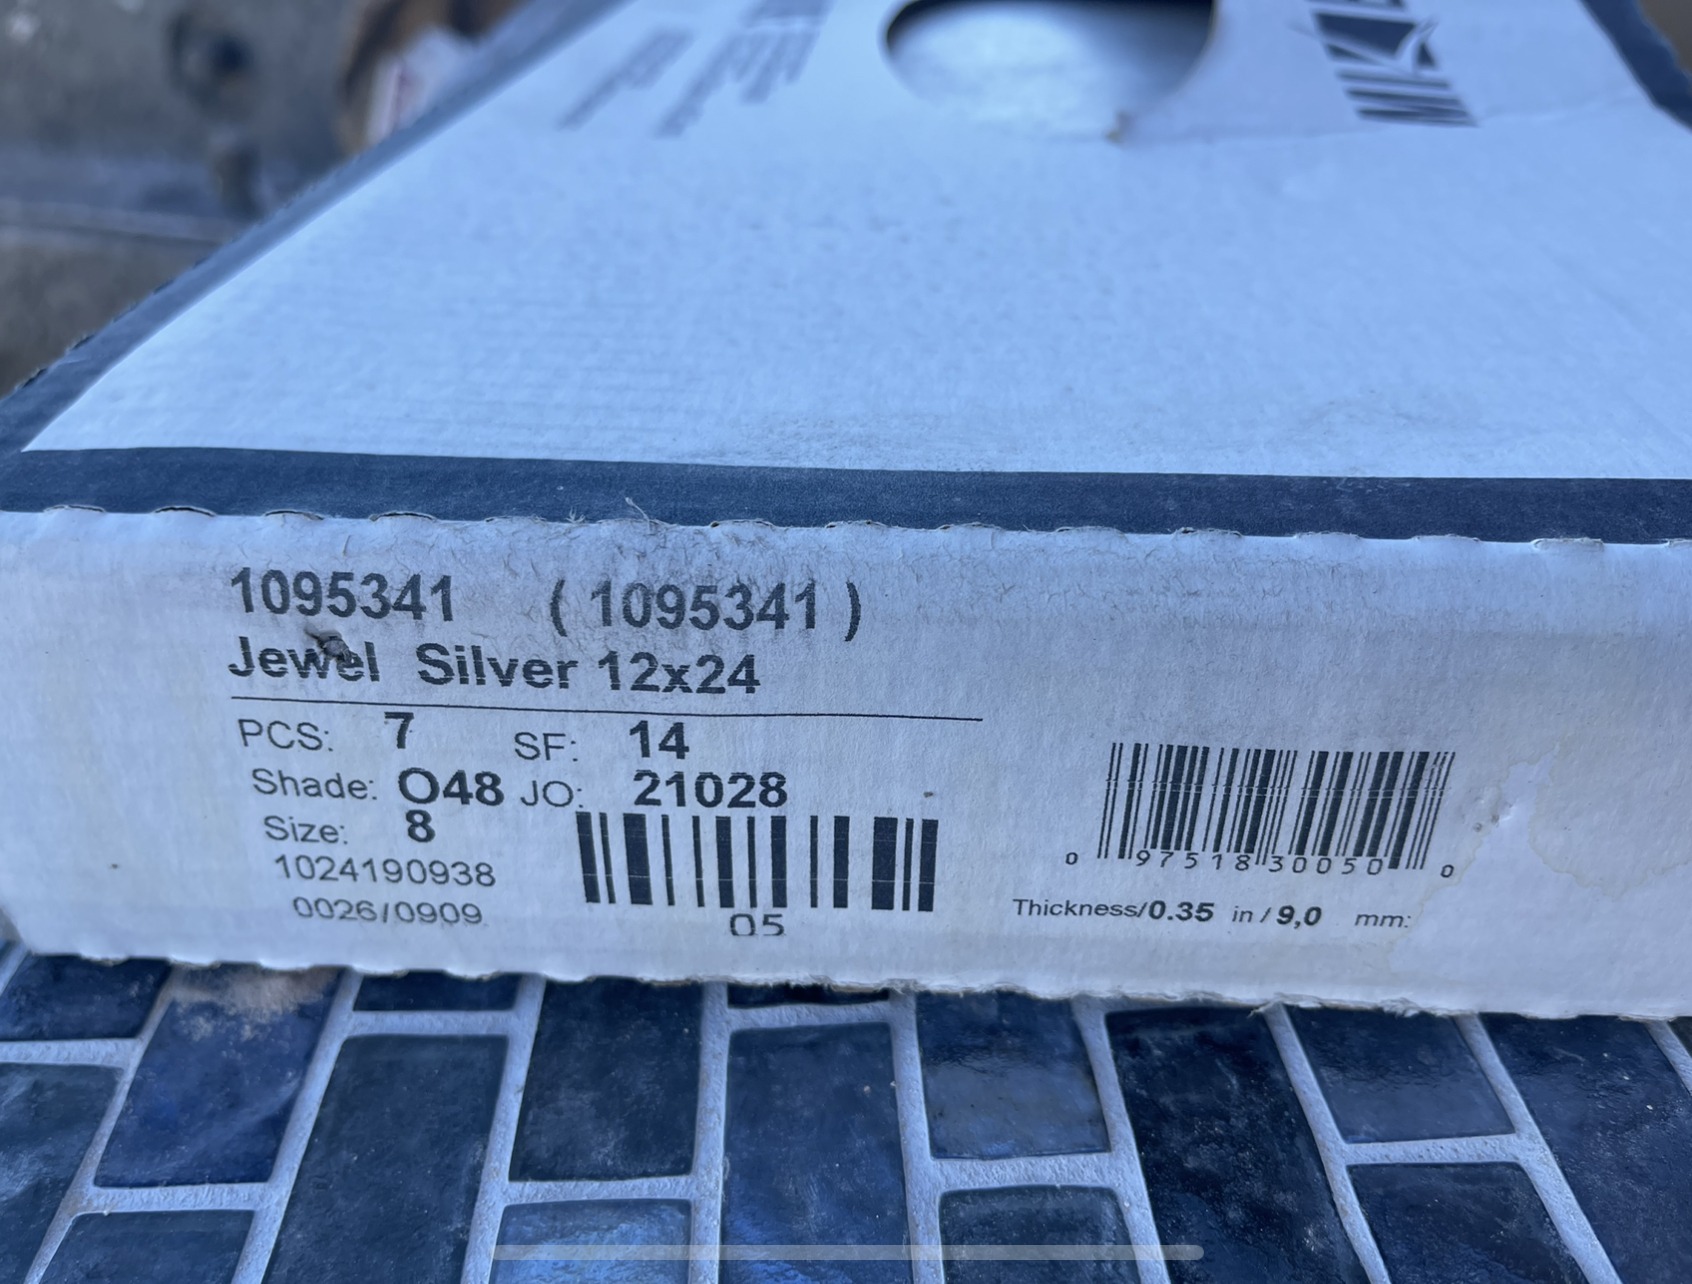 1095341 ( 1095341 )
Jewel Silver 12x24
PCS: 7 SF: 14
Shade: O48 JO: 21028
Size: 8
1024190938
0026/0909
05
0 97518 30050 0
Thickness/0.35 in / 9,0 mm: